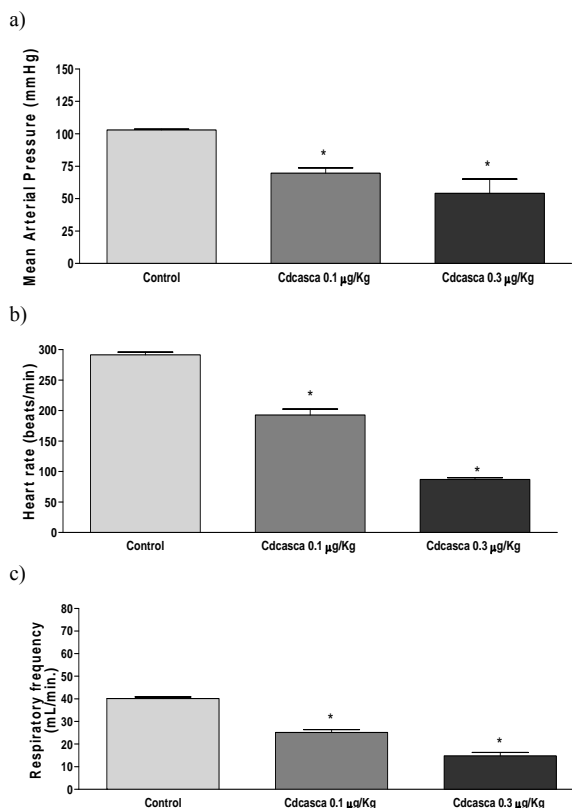 a)
Mean Arterial Pressure (mmHg)
150
125
100
75
50
25
0
*
*
Control
Cdcasca 0.1 μg/Kg
Cdcasca 0.3 μg/Kg
b)
Heart rate (beats/min)
300
200
100
50
0
*
*
Control
Cdcasca 0.1 μg/Kg
Cdcasca 0.3 μg/Kg
c)
Respiratory frequency
(mL/min.)
80
70
60
50
40
30
20
10
0
*
*
Control
Cdcasca 0.1 μg/Kg
Cdcasca 0.3 μg/Kg